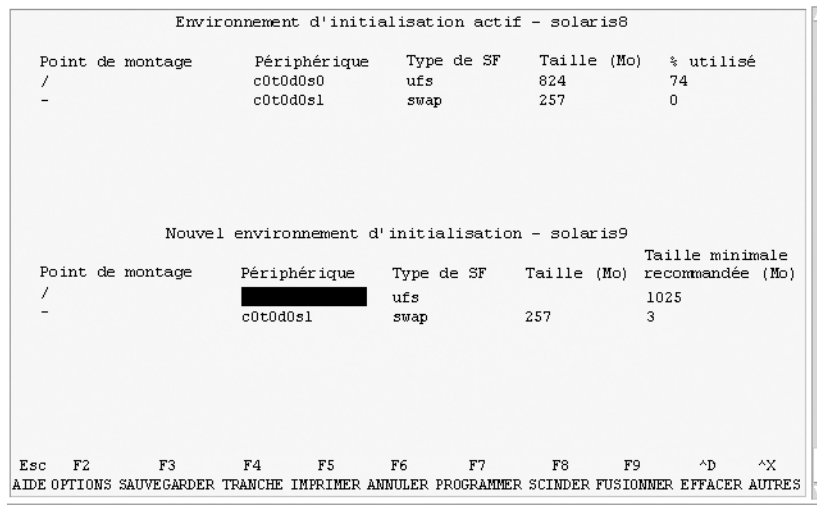 Environnement d'initialisation actif - solaris8
Point de montage Périphérique Type de SF Taille (Mo) % utilisé
/ c0t0d0s0 ufs 824 74
- c0t0d0s1 swap 257 0
Nouvel environnement d'initialisation - solaris9
Taille minimale
Point de montage Périphérique Type de SF Taille (Mo) recommandée (Mo)
/ ufs 1025
- c0t0d0s1 swap 257 3
Esc F2 F3 F4 F5 F6 F7 F8 F9 ^D ^X
AIDE OPTIONS SAUVEGARDER TRANCHE IMPRIMER ANNULER PROGRAMMER SCINDER FUSIONNER EFFACER AUTRES